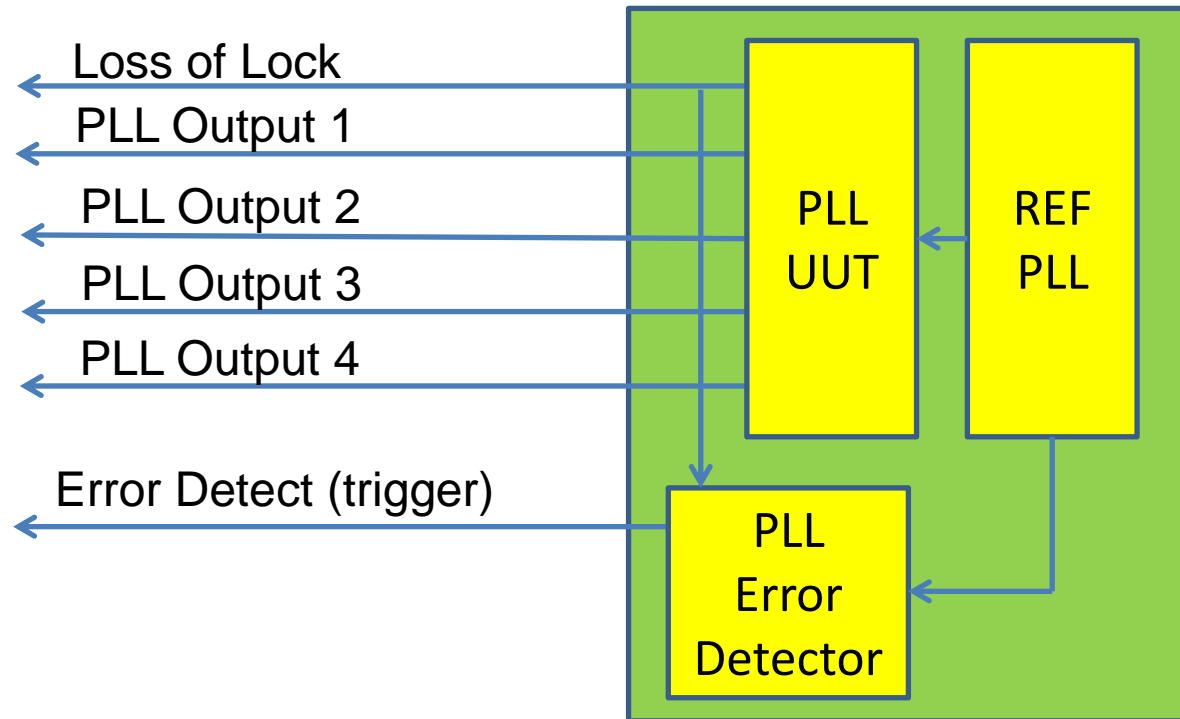 Loss of Lock
PLL Output 1
PLL Output 2
PLL Output 3
PLL Output 4
Error Detect (trigger)
PLL
UUT
REF
PLL
PLL
Error
Detector